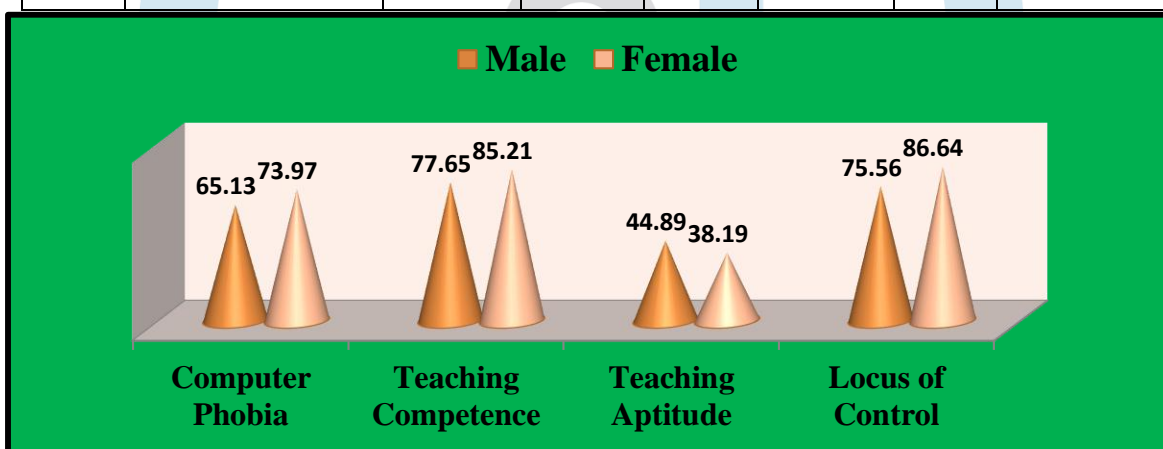 Male Female
65.13 73.97 77.65 85.21 44.89 38.19 75.56 86.64
Computer Phobia
Teaching Competence
Teaching Aptitude
Locus of Control